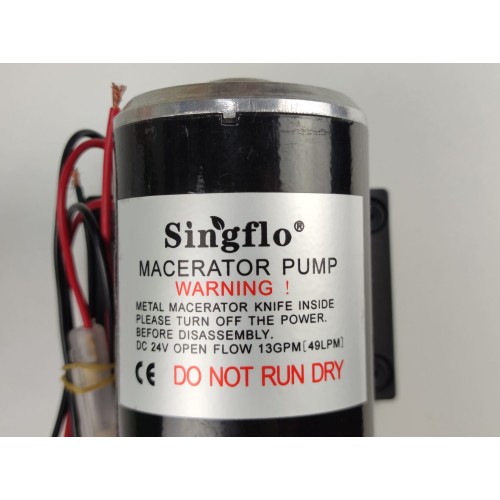 Singflo®
MACERATOR PUMP
WARNING !
METAL MACERATOR KNIFE INSIDE
PLEASE TURN OFF THE POWER.
BEFORE DISASSEMBLY.
DC 24V OPEN FLOW 13GPM[49LPM]
CE DO NOT RUN DRY